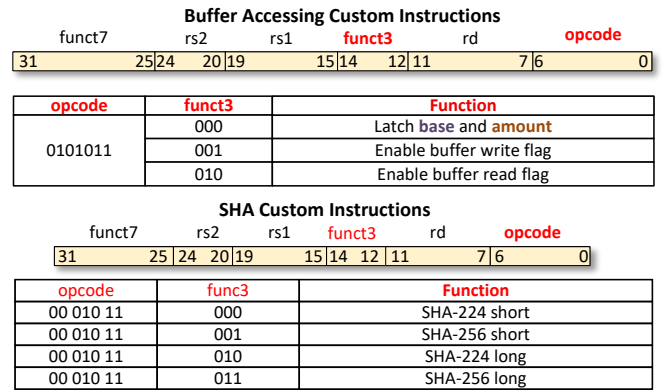 Buffer Accessing Custom Instructions
funct7 rs2 rs1 funct3 rd opcode
31 25 24 20 19 15 14 12 11 7 6 0
opcode funct3 Function
0101011 000 Latch base and amount
001 Enable buffer write flag
010 Enable buffer read flag
SHA Custom Instructions
funct7 rs2 rs1 funct3 rd opcode
31 25 24 20 19 15 14 12 11 7 6 0
opcode func3 Function
00 010 11 000 SHA-224 short
00 010 11 001 SHA-256 short
00 010 11 010 SHA-224 long
00 010 11 011 SHA-256 long